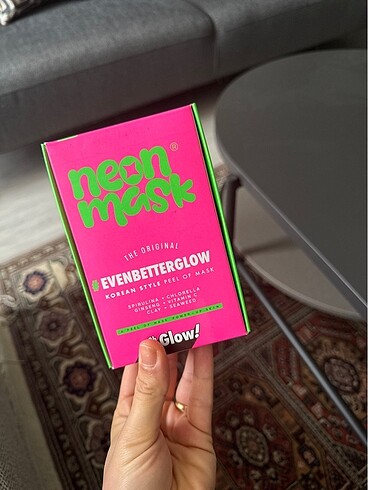 neon
mask®
THE ORIGINAL
#EVENBETTERGLOW
KOREAN STYLE PEEL OF MASK
SPIRULINA + CHLORELLA
GINSENG + VITAMIN C
CLAY + SEAWEED
Glow!